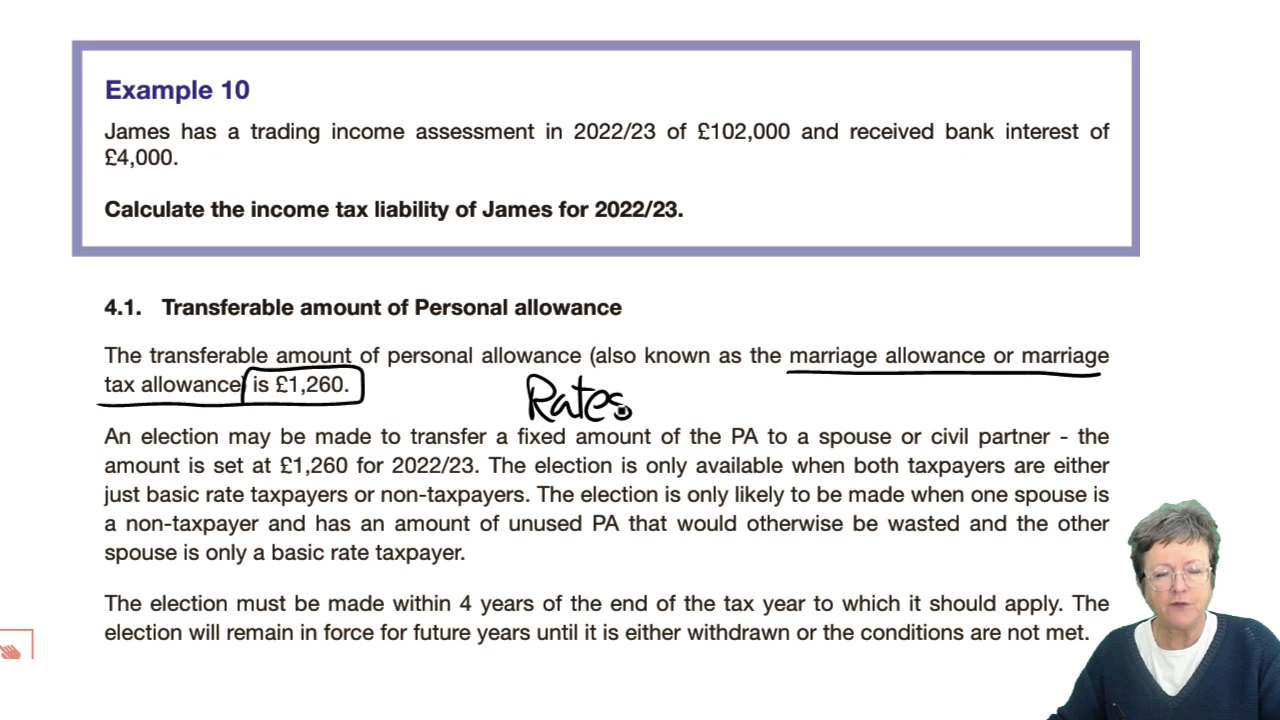 Example 10
James has a trading income assessment in 2022/23 of £102,000 and received bank interest of
£4,000.
Calculate the income tax liability of James for 2022/23.
4.1. Transferable amount of Personal allowance
The transferable amount of personal allowance (also known as the marriage allowance or marriage
tax allowance) is £1,260.
Rates
An election may be made to transfer a fixed amount of the PA to a spouse or civil partner - the
amount is set at £1,260 for 2022/23. The election is only available when both taxpayers are either
just basic rate taxpayers or non-taxpayers. The election is only likely to be made when one spouse is
a non-taxpayer and has an amount of unused PA that would otherwise be wasted and the other
spouse is only a basic rate taxpayer.
The election must be made within 4 years of the end of the tax year to which it should apply. The
election will remain in force for future years until it is either withdrawn or the conditions are not met.